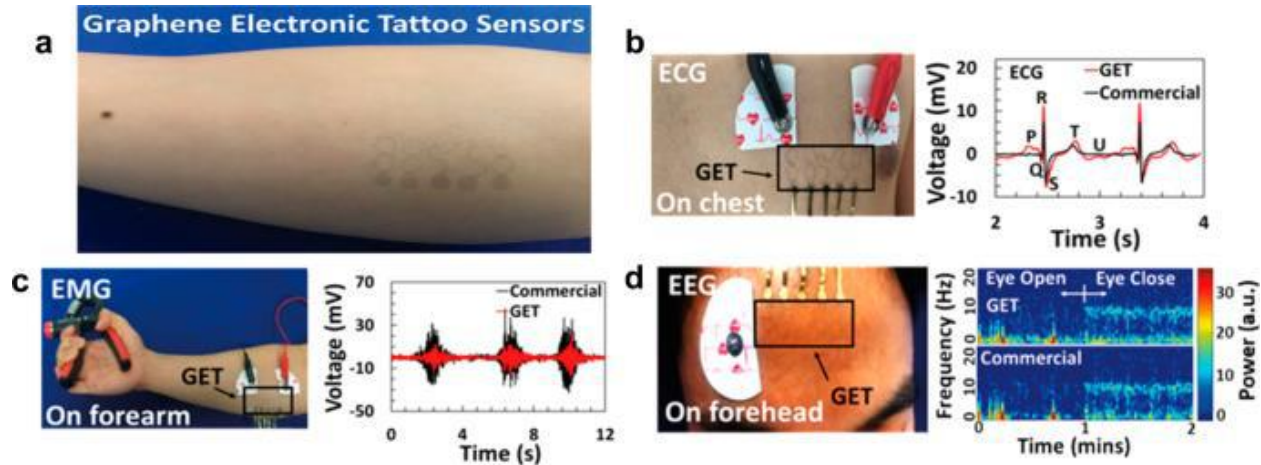 Graphene Electronic Tattoo Sensors
a
b
ECG
GET
On chest
Voltage (mV)
20
10
0
-10
ECG
GET
Commercial
R
P
T
U
Q
S
2
3
4
Time (s)
c
EMG
GET
On forearm
Voltage (mV)
70
30
-10
-50
Commercial
GET
0
4
8
12
Time (s)
d
EEG
GET
On forehead
Frequency (Hz)
20
10
0
20
10
0
Eye Open
Eye Close
GET
Commercial
0
1
2
Time (mins)
30
20
10
0
Power (a.u.)